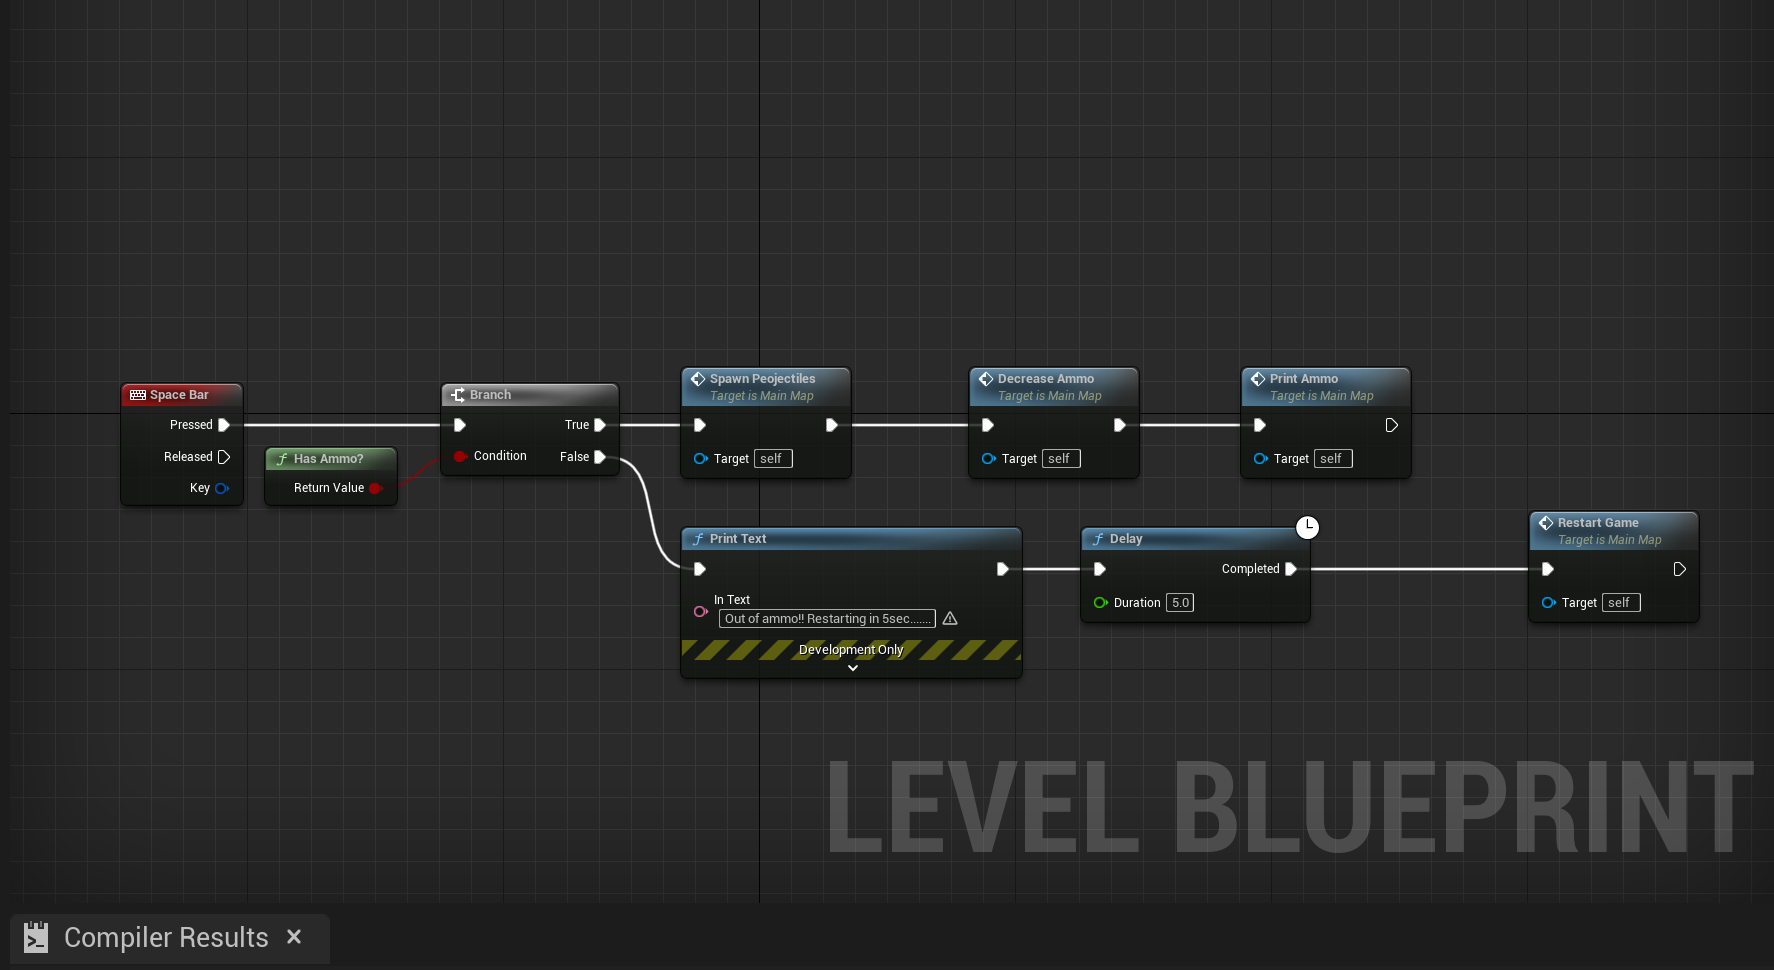 Space Bar
Pressed
Released
Key
Has Ammo?
Return Value
Branch
True
Condition
False
Spawn Peojectiles
Target is Main Map
Target self
Decrease Ammo
Target is Main Map
Target self
Print Ammo
Target is Main Map
Target self
Print Text
In Text
Out of ammo!! Restarting in 5sec.......
Development Only
Delay
Completed
Duration 5.0
Restart Game
Target is Main Map
Target self
LEVEL BLUEPRINT
Compiler Results